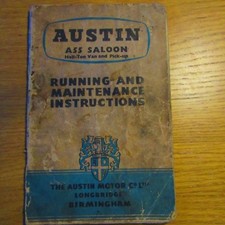 AUSTIN
A55 SALOON
Half-Ton Van and Pick-up
RUNNING AND
MAINTENANCE
INSTRUCTIONS
THE AUSTIN MOTOR CO LTD
LONGBRIDGE
BIRMINGHAM